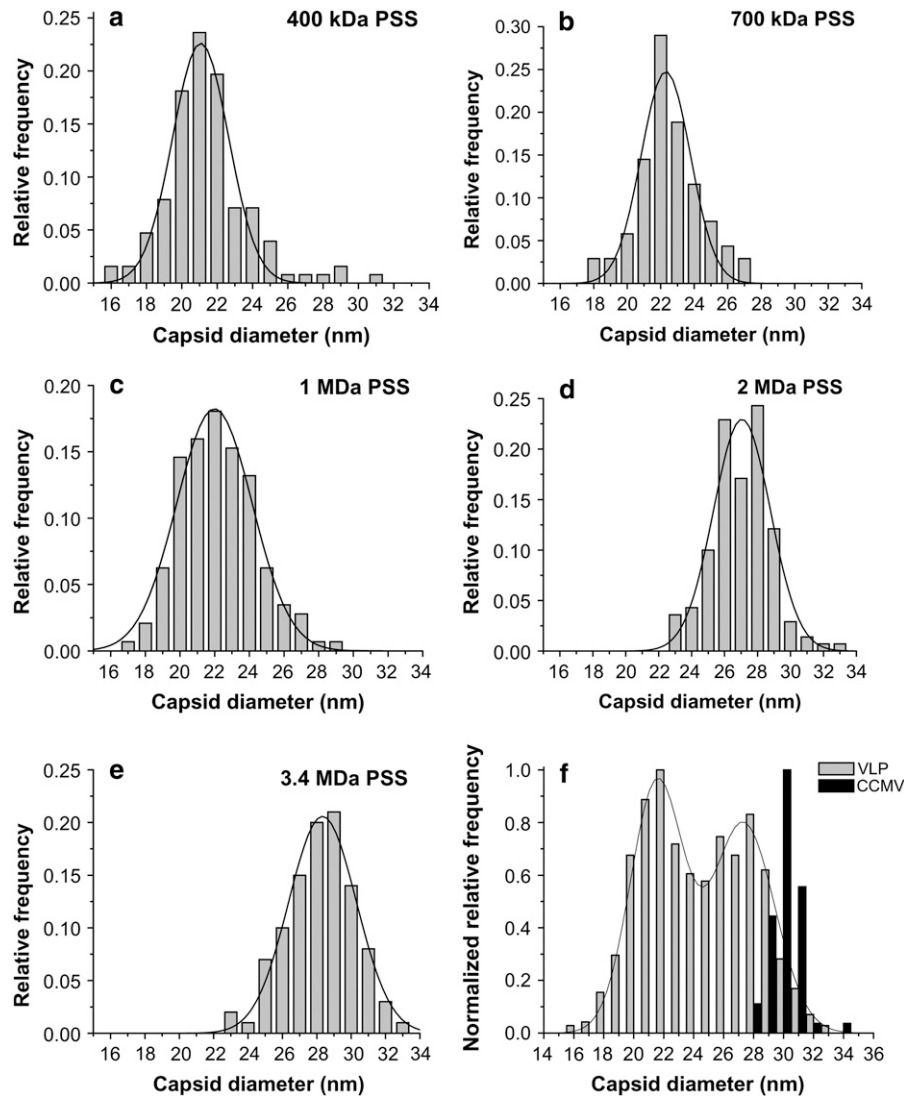 a 400 kDa PSS
0.25
0.20
0.15
0.10
0.05
0.00
Relative frequency
16 18 20 22 24 26 28 30 32 34
Capsid diameter (nm)
b 700 kDa PSS
0.30
0.25
0.20
0.15
0.10
0.05
0.00
Relative frequency
16 18 20 22 24 26 28 30 32 34
Capsid diameter (nm)
c 1 MDa PSS
0.20
0.15
0.10
0.05
0.00
Relative frequency
16 18 20 22 24 26 28 30 32 34
Capsid diameter (nm)
d 2 MDa PSS
0.25
0.20
0.15
0.10
0.05
0.00
Relative frequency
16 18 20 22 24 26 28 30 32 34
Capsid diameter (nm)
e 3.4 MDa PSS
0.25
0.20
0.15
0.10
0.05
0.00
Relative frequency
16 18 20 22 24 26 28 30 32 34
Capsid diameter (nm)
f
VLP
CCMV
1.0
0.8
0.6
0.4
0.2
0.0
Normalized relative frequency
14 16 18 20 22 24 26 28 30 32 34 36
Capsid diameter (nm)